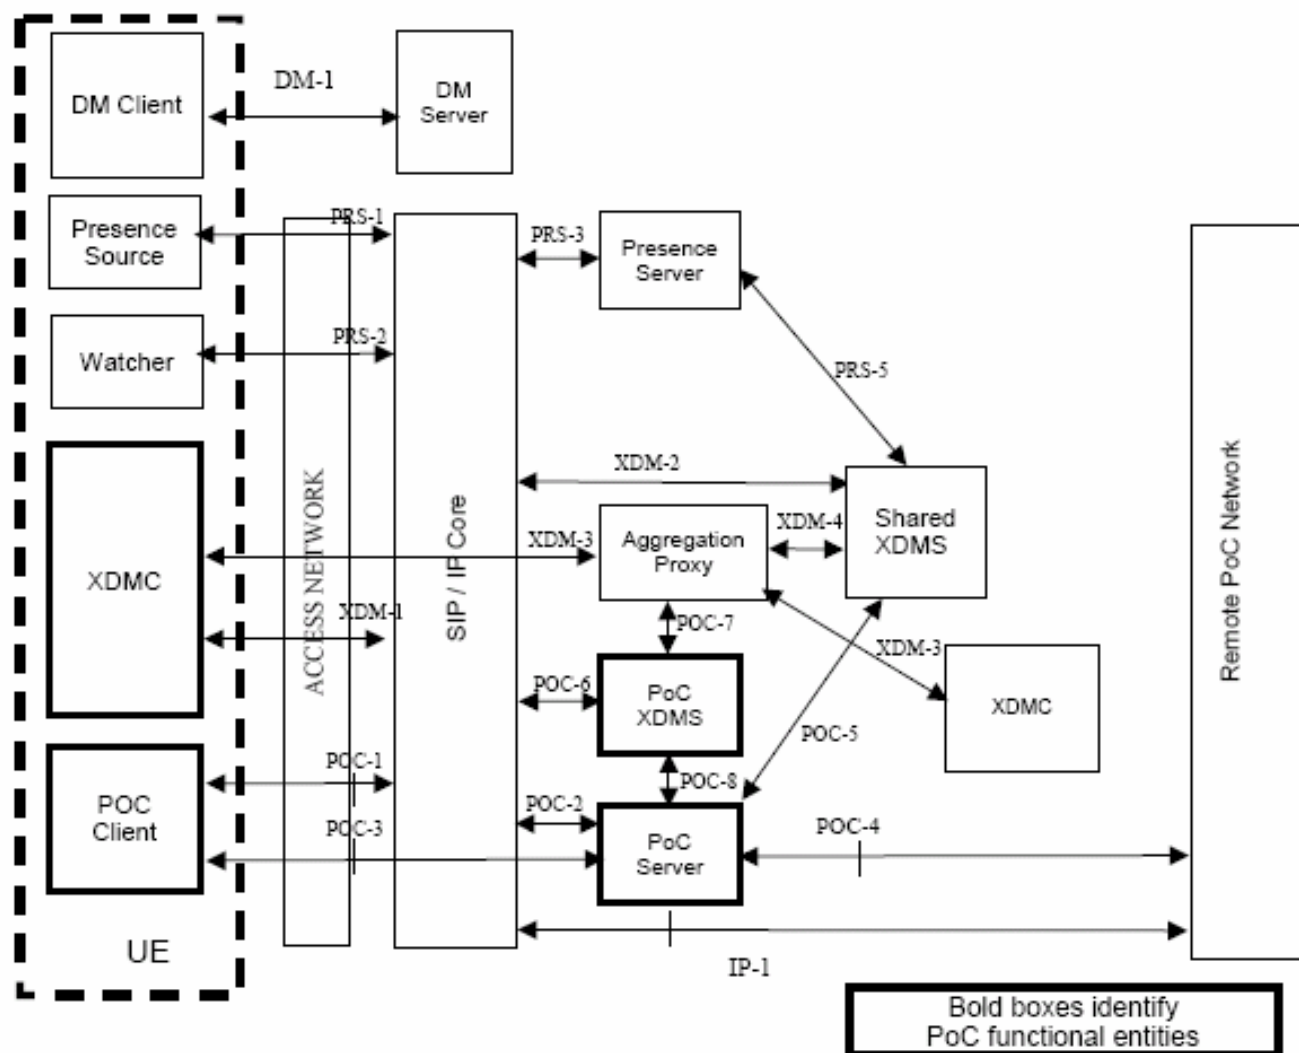 DM Client
DM-1
DM
Server
Presence
Source
PRS-1
PRS-3
Presence
Server
Watcher
PRS-2
PRS-5
XDMC
ACCESS NETWORK
SIP / IP Core
XDM-2
XDM-3
Aggregation
Proxy
XDM-4
Shared
XDMS
XDM-1
POC-7
XDM-3
POC-6
PoC
XDMS
XDMC
POC-5
POC-1
POC-8
POC
Client
POC-2
POC-3
PoC
Server
POC-4
Remote PoC Network
UE
IP-1
Bold boxes identify
PoC functional entities